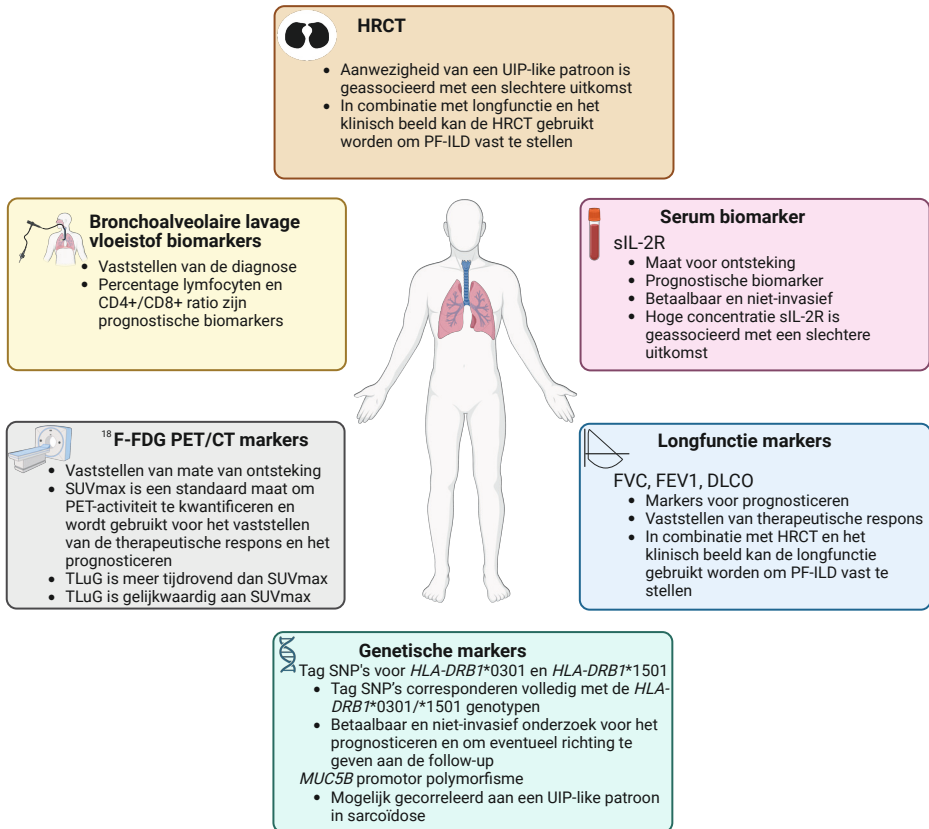 HRCT
• Aanwezigheid van een UIP-like patroon is
geassocieerd met een slechtere uitkomst
• In combinatie met longfunctie en het
klinisch beeld kan de HRCT gebruikt
worden om PF-ILD vast te stellen
Bronchoalveolaire lavage
vloeistof biomarkers
• Vaststellen van de diagnose
• Percentage lymfocyten en
CD4+/CD8+ ratio zijn
prognostische biomarkers
Serum biomarker
sIL-2R
• Maat voor ontsteking
• Prognostische biomarker
• Betaalbaar en niet-invasief
• Hoge concentratie sIL-2R is
geassocieerd met een slechtere
uitkomst
¹⁸F-FDG PET/CT markers
• Vaststellen van mate van ontsteking
• SUVmax is een standaard maat om
PET-activiteit te kwantificeren en
wordt gebruikt voor het vaststellen
van de therapeutische respons en het
prognosticeren
• TLuG is meer tijdrovend dan SUVmax
• TLuG is gelijkwaardig aan SUVmax
Longfunctie markers
FVC, FEV1, DLCO
• Markers voor prognosticeren
• Vaststellen van therapeutische respons
• In combinatie met HRCT en het
klinisch beeld kan de longfunctie
gebruikt worden om PF-ILD vast te
stellen
Genetische markers
Tag SNP's voor HLA-DRB1*0301 en HLA-DRB1*1501
• Tag SNP's corresponderen volledig met de HLA-
DRB1*0301/*1501 genotypen
• Betaalbaar en niet-invasief onderzoek voor het
prognosticeren en om eventueel richting te
geven aan de follow-up
MUC5B promotor polymorfisme
• Mogelijk gecorreleerd aan een UIP-like patroon
in sarcoïdose